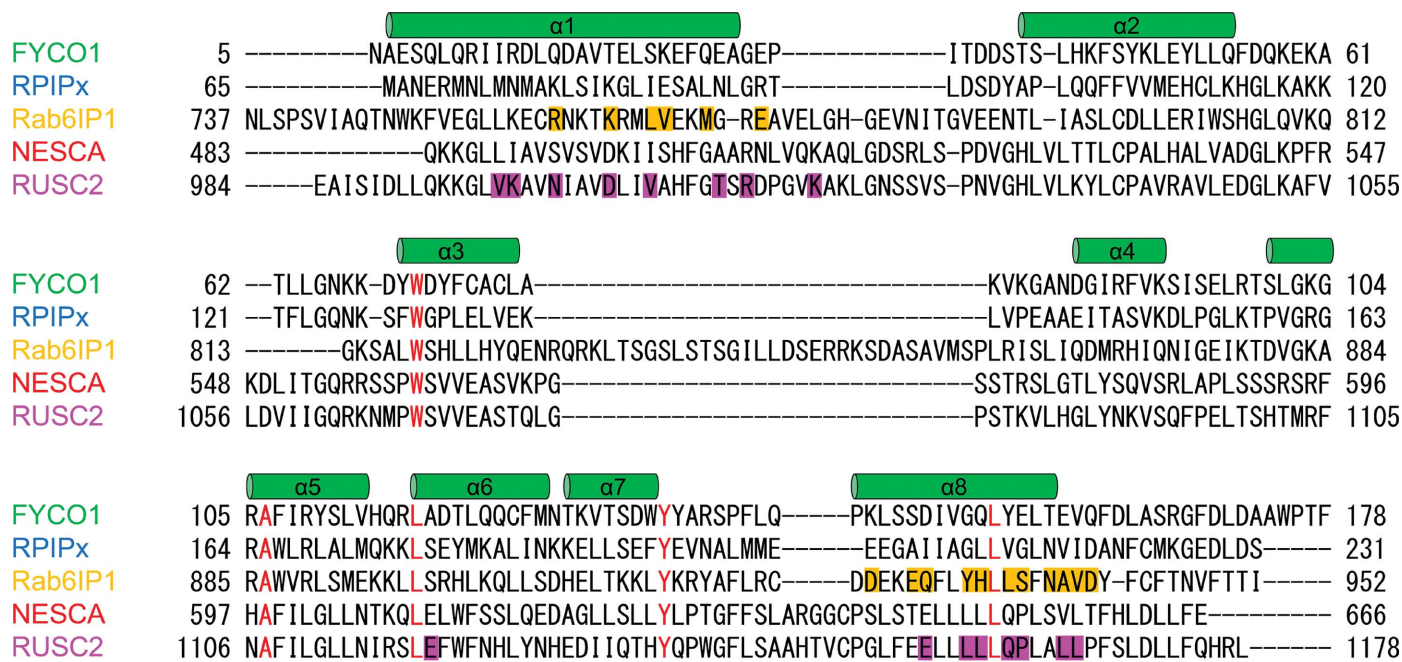 α1 α2
FYCO1 5 ---------NAESQLQRIIRDLQDAVTELSKEFQEAGEP------------ITDDSTS-LHKFSYKLEYLLQFDQKEKA 61
RPIPx 65 ----------MANERMNLMNMAKLSIKGLIESALNLGRT------------LDSDYAP-LQQFFVVMEHCLKHGLKAKK 120
Rab6IP1 737 NLSPSVIAQTNWKFVEGLLKECRNKTKRMLVEKMG-REAVELGH-GEVNITGVEENTL-IASLCDLLERIWSHGLQVKQ 812
NESCA 483 -------------QKKGLLIAVSVSVDKIISHFGAARNLVQKAQLGDSRLS-PDVGHLVLTTLCPALHALVADGLKPFR 547
RUSC2 984 -----EAISIDLLQKKGLVKAVNIAVDLIVAHFGTSRDPGVKAKLGNSSVS-PNVGHLVLKYLCPAVRAVLEDGLKAFV 1055
α3 α4
FYCO1 62 --TLLGNKK-DYWDYFCACLA---------------------------------KVKGANDGIRFVKSISELRTSLGKG 104
RPIPx 121 --TFLGQNK-SFWGPLELVEK---------------------------------LVPEAAEITASVKDLPGLKTPVGRG 163
Rab6IP1 813 -------GKSALWSHLLHYQENRQRKLTSGSLSTSGILLDSERRKSDASAVMSPLRISLIQDMRHIQNIGEIKTDVGKA 884
NESCA 548 KDLITGQRRSSPWSVVEASVKPG------------------------------SSTRSLGTLYSQVSRLAPLSSSRSRF 596
RUSC2 1056 LDVIIGQRKNMPWSVVEASTQLG------------------------------PSTKVLHGLYNKVSQFPELTSHTMRF 1105
α5 α6 α7 α8
FYCO1 105 RAFIRYSLVHQRLADTLQQCFMNTKVTSDWYYARSPFLQ-----PKLSSDIVGQLYELTEVQFDLASRGFDLDAAWPTF 178
RPIPx 164 RAWLRLALMQKKLSEYMKALINKKELLSEFYEVNALMME-----EEGAIIAGLLVGLNVIDANFCMKGEDLDS----- 231
Rab6IP1 885 RAWVRLSMEKKLLSRHLKQLLSDHELTKKLYKRYAFLRC-----DDEKEQFLYHLLSFNAVDY-FCFTNVFTTI----- 952
NESCA 597 HAFILGLLNTKQLELWFSSLQEDAGLLSLLYLPTGFFSLARGGCPSLSTELLLLLQPLSVLTFHLDLLFE--------- 666
RUSC2 1106 NAFILGLLNIRSLEFWFNHLYNHEDIIQTHYQPWGFLSAAHTVCPGLFEELLLLLQPLALLPFSLDLLFQHRL------ 1178